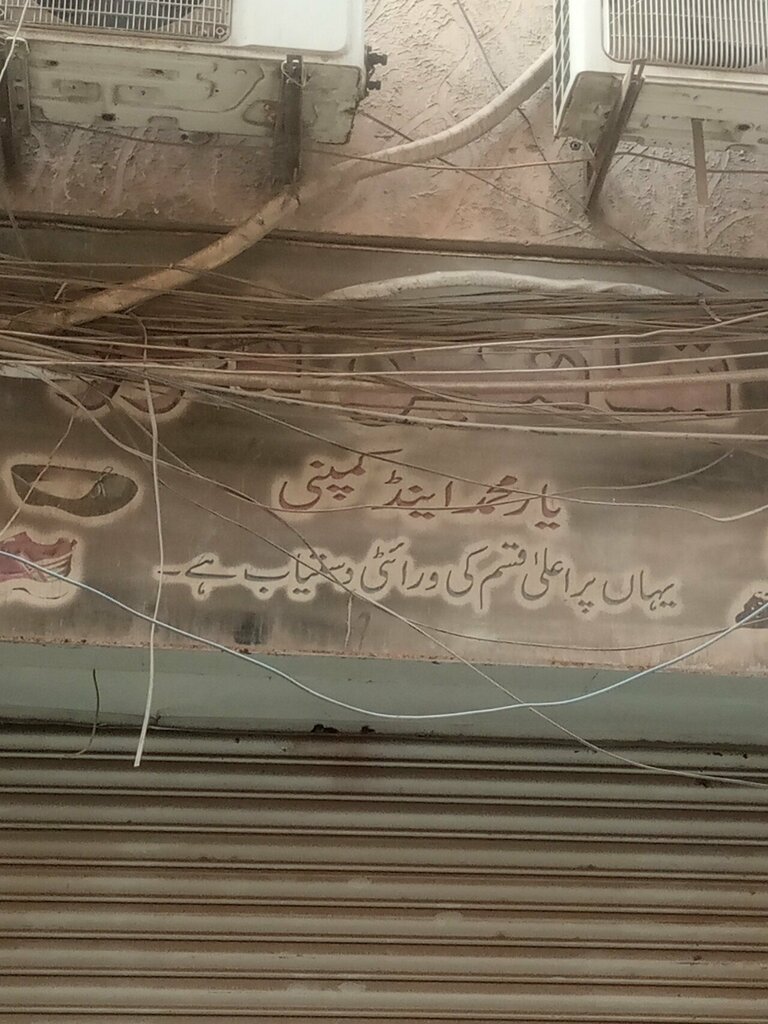 یار محمد اینڈ کمپنی
یہاں پر اعلیٰ قسم کی ورائٹی دستیاب ہے۔